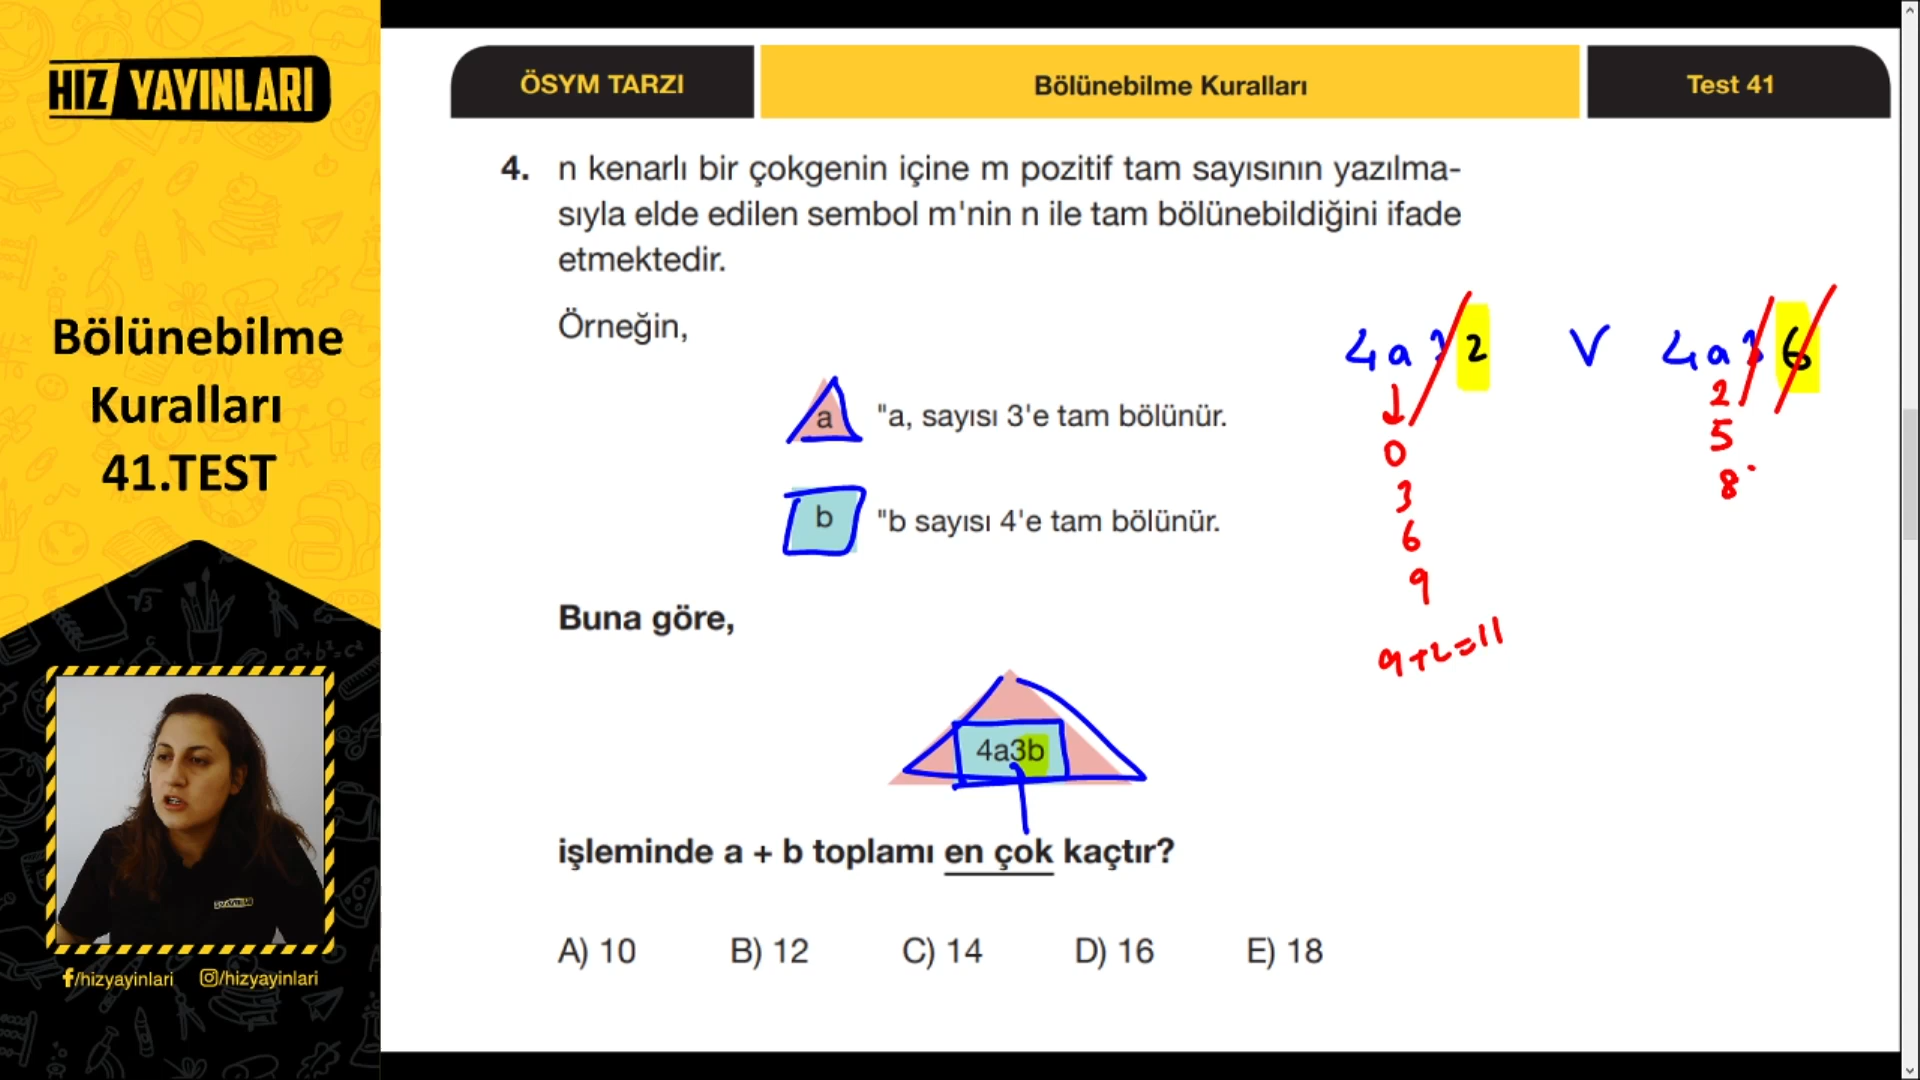 HIZ YAYINLARI
Bölünebilme
Kuralları
41.TEST
/hizyayinlari
/hizyayinlari
ÖSYM TARZI
Bölünebilme Kuralları
Test 41
4. n kenarlı bir çokgenin içine m pozitif tam sayısının yazılma-
sıyla elde edilen sembol m'nin n ile tam bölünebildiğini ifade
etmektedir.
Örneğin,
a "a, sayısı 3'e tam bölünür.
b "b sayısı 4'e tam bölünür.
Buna göre,
4a3b
işleminde a + b toplamı en çok kaçtır?
A) 10 B) 12 C) 14 D) 16 E) 18
4a32 V 4a36
0
3
6
9
9+2=11
2
5
8